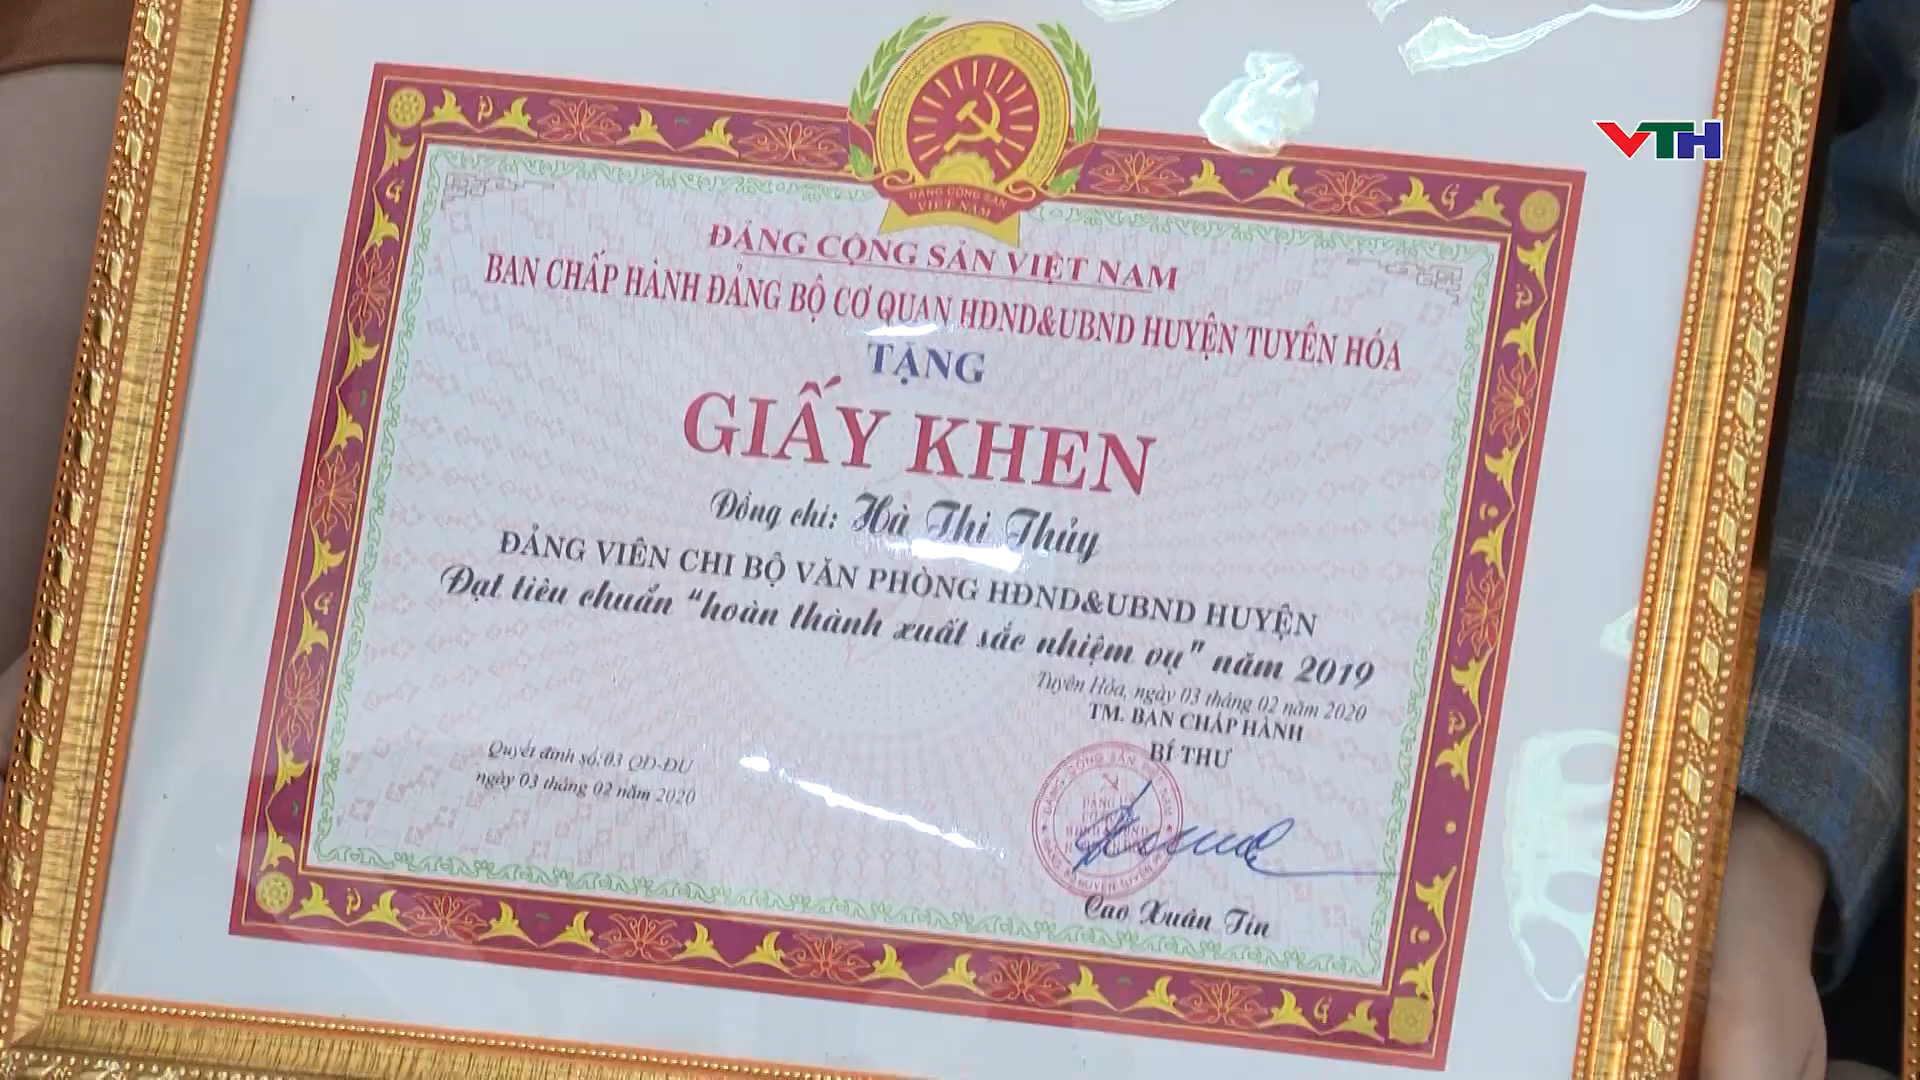 VTH
ĐẢNG CỘNG SẢN
VIỆT NAM
ĐẢNG CỘNG SẢN VIỆT NAM
BAN CHẤP HÀNH ĐẢNG BỘ CƠ QUAN HĐND&UBND HUYỆN TUYÊN HÓA
TẶNG
GIẤY KHEN
Đồng chí: Hà Thị Thủy
ĐẢNG VIÊN CHI BỘ VĂN PHÒNG HĐND&UBND HUYỆN
Đạt tiêu chuẩn "hoàn thành xuất sắc nhiệm vụ" năm 2019
Tuyên Hóa, ngày 03 tháng 02 năm 2020
TM. BAN CHẤP HÀNH
BÍ THƯ
Quyết định số: 03 QĐ-ĐU
ngày 03 tháng 02 năm 2020
Cao Xuân Tín